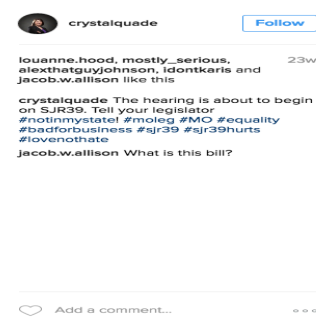 crystalquade
Follow
louanne.hood, mostly_serious,
23w
alexthatguyjohnson, idontkaris and
jacob.w.allison like this
crystalquade The hearing is about to begin
on SJR39. Tell your legislator
#notinmystate! #moleg #MO #equality
#badforbusiness #sjr39 #sjr39hurts
#lovenothate
jacob.w.allison What is this bill?
Add a comment...